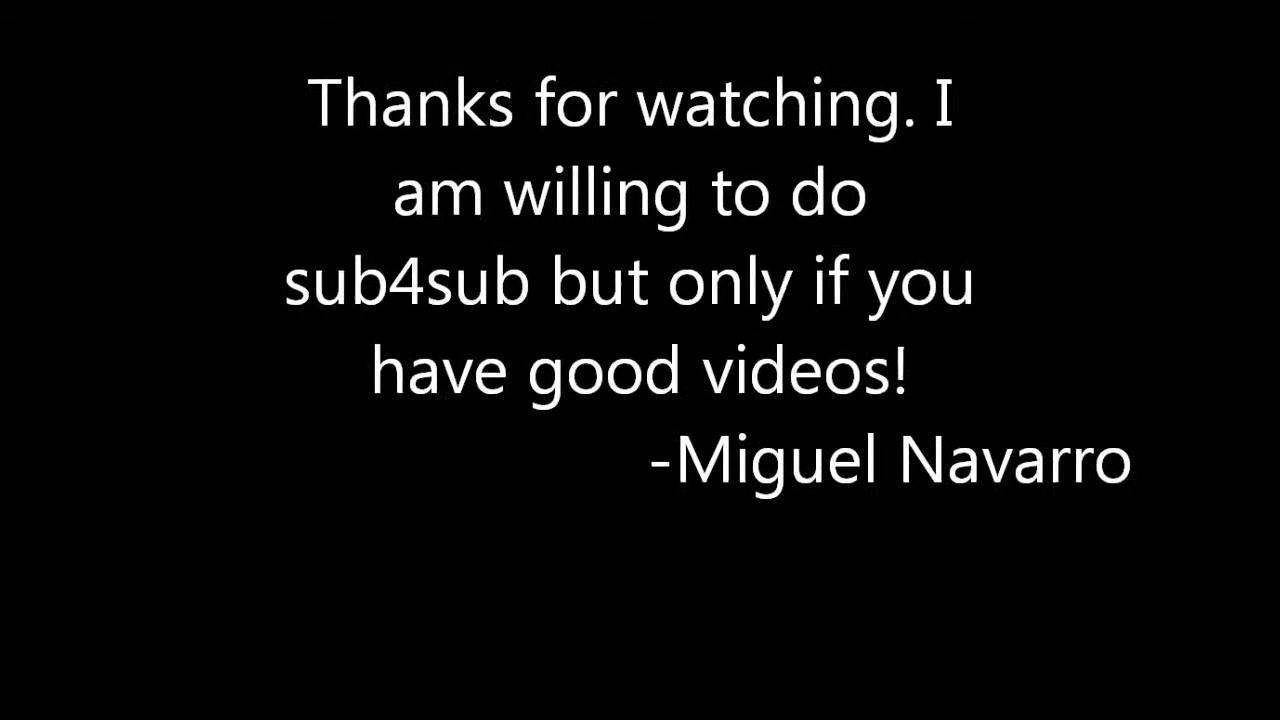 Thanks for watching. I
am willing to do
sub4sub but only if you
have good videos!
-Miguel Navarro